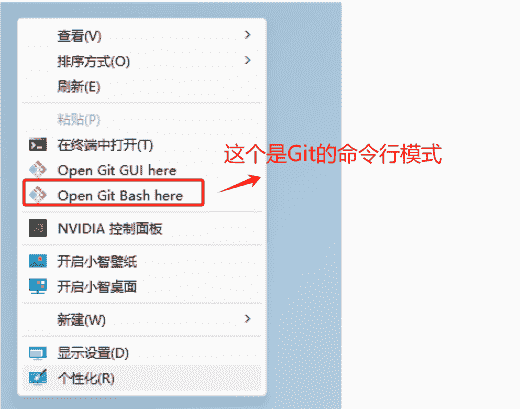 查看(V)
排序方式(O)
刷新(E)
粘贴(P)
在终端中打开(T)
Open Git GUI here
这个是Git的命令行模式
Open Git Bash here
NVIDIA 控制面板
开启小智壁纸
开启小智桌面
新建(W)
显示设置(D)
个性化(R)